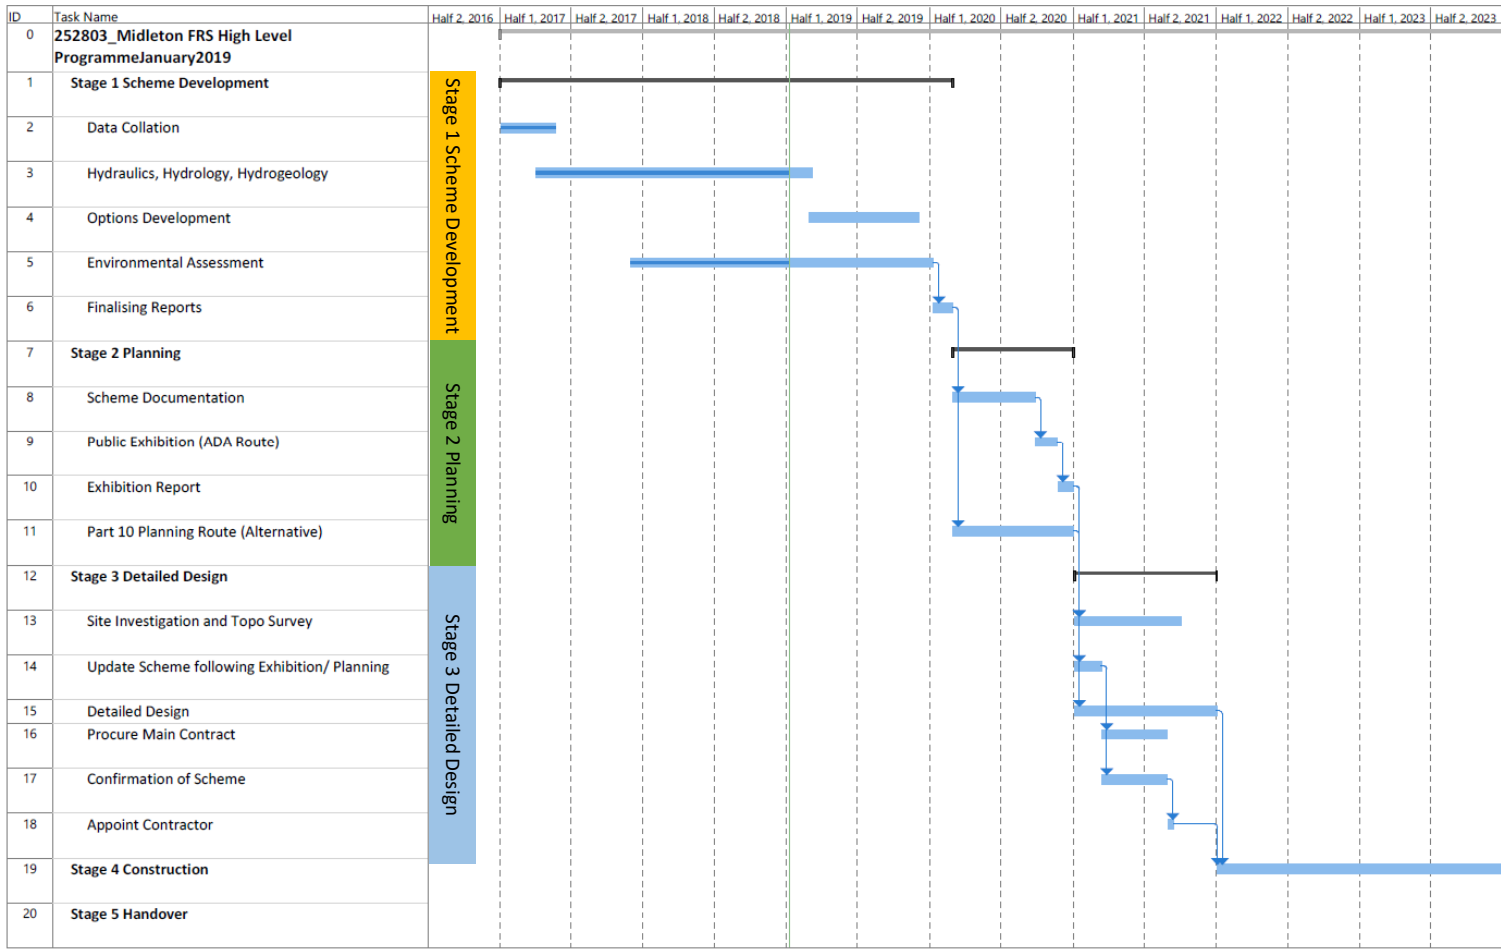 ID Task Name Half 2, 2016 Half 1, 2017 Half 2, 2017 Half 1, 2018 Half 2, 2018 Half 1, 2019 Half 2, 2019 Half 1, 2020 Half 2, 2020 Half 1, 2021 Half 2, 2021 Half 1, 2022 Half 2, 2022 Half 1, 2023 Half 2, 2023
0 252803_Midleton FRS High Level
ProgrammeJanuary2019
1 Stage 1 Scheme Development
2 Data Collation
3 Hydraulics, Hydrology, Hydrogeology
4 Options Development
5 Environmental Assessment
6 Finalising Reports
Stage 1 Scheme Development
7 Stage 2 Planning
8 Scheme Documentation
9 Public Exhibition (ADA Route)
10 Exhibition Report
11 Part 10 Planning Route (Alternative)
Stage 2 Planning
12 Stage 3 Detailed Design
13 Site Investigation and Topo Survey
14 Update Scheme following Exhibition/ Planning
15 Detailed Design
16 Procure Main Contract
17 Confirmation of Scheme
18 Appoint Contractor
Stage 3 Detailed Design
19 Stage 4 Construction
20 Stage 5 Handover